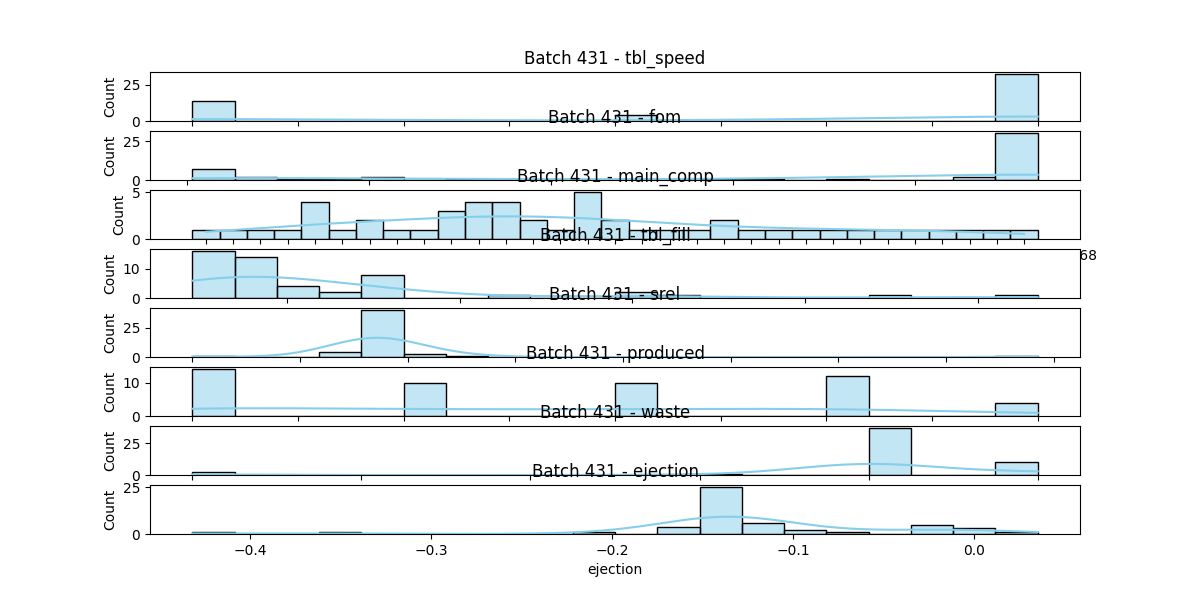 Batch 431 - tbl_speed
25
0
Count
Batch 431 - fom
25
0
Count
Batch 431 - main_comp
5
0
Count
68
Batch 431 - tbl_fill
10
0
Count
Batch 431 - srel
25
0
Count
Batch 431 - produced
10
0
Count
Batch 431 - waste
25
0
Count
Batch 431 - ejection
25
0
Count
−0.4 −0.3 −0.2 −0.1 0.0
ejection